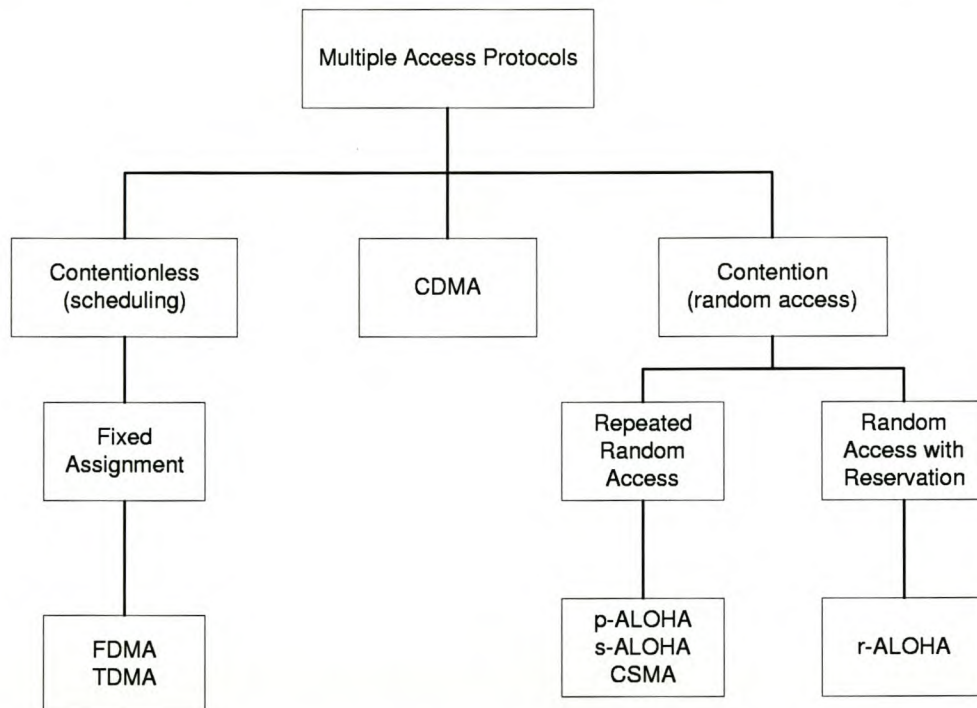 Multiple Access Protocols
Contentionless
(scheduling)
CDMA
Contention
(random access)
Fixed
Assignment
Repeated
Random
Access
Random
Access with
Reservation
FDMA
TDMA
p-ALOHA
s-ALOHA
CSMA
r-ALOHA